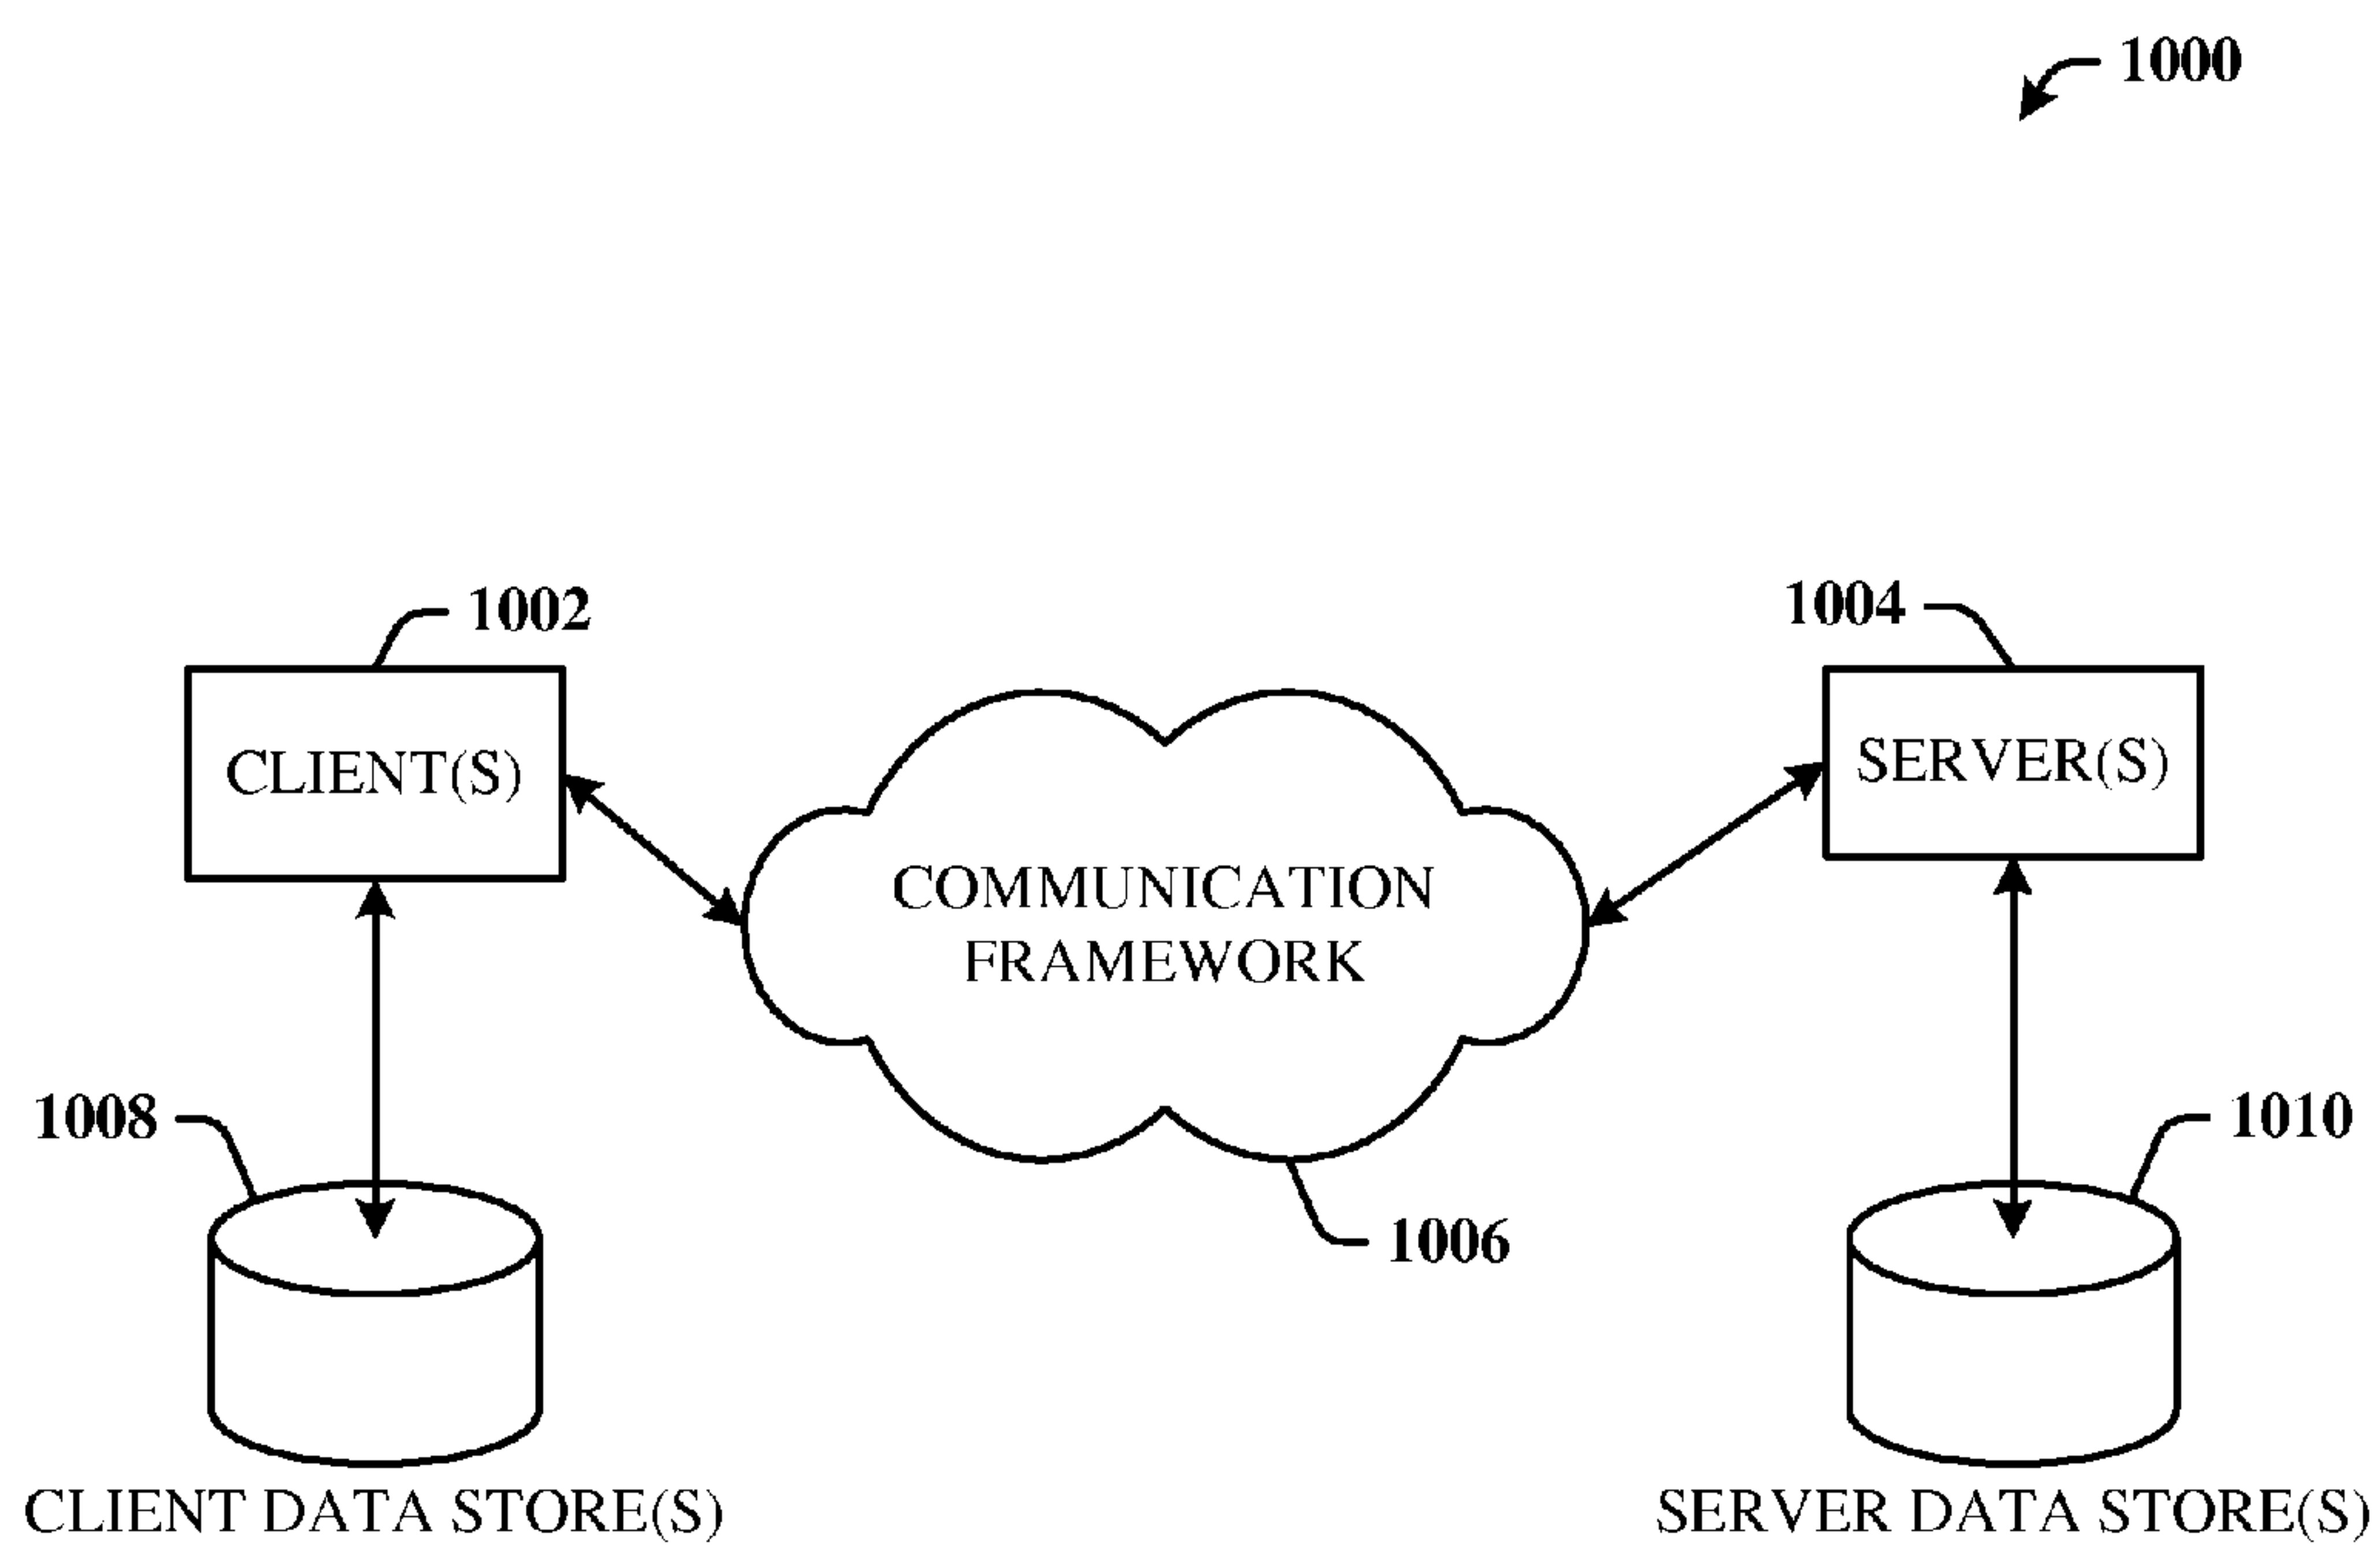 1000
1002
1004
CLIENT(S)
SERVER(S)
COMMUNICATION
FRAMEWORK
1008
1010
1006
CLIENT DATA STORE(S)
SERVER DATA STORE(S)